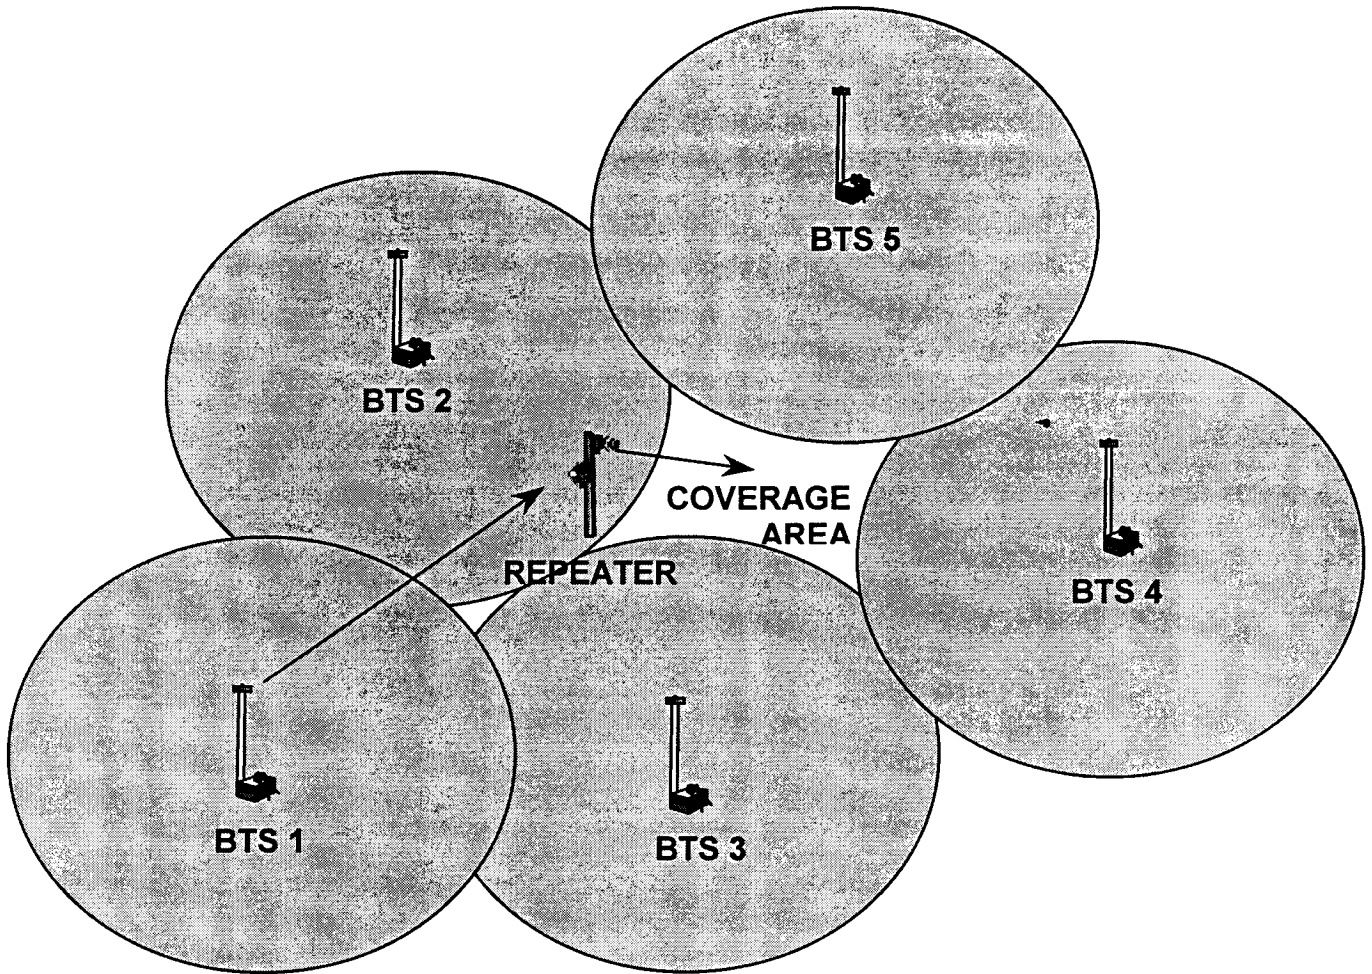 BTS 5
BTS 2
COVERAGE
AREA
REPEATER
BTS 4
BTS 1
BTS 3